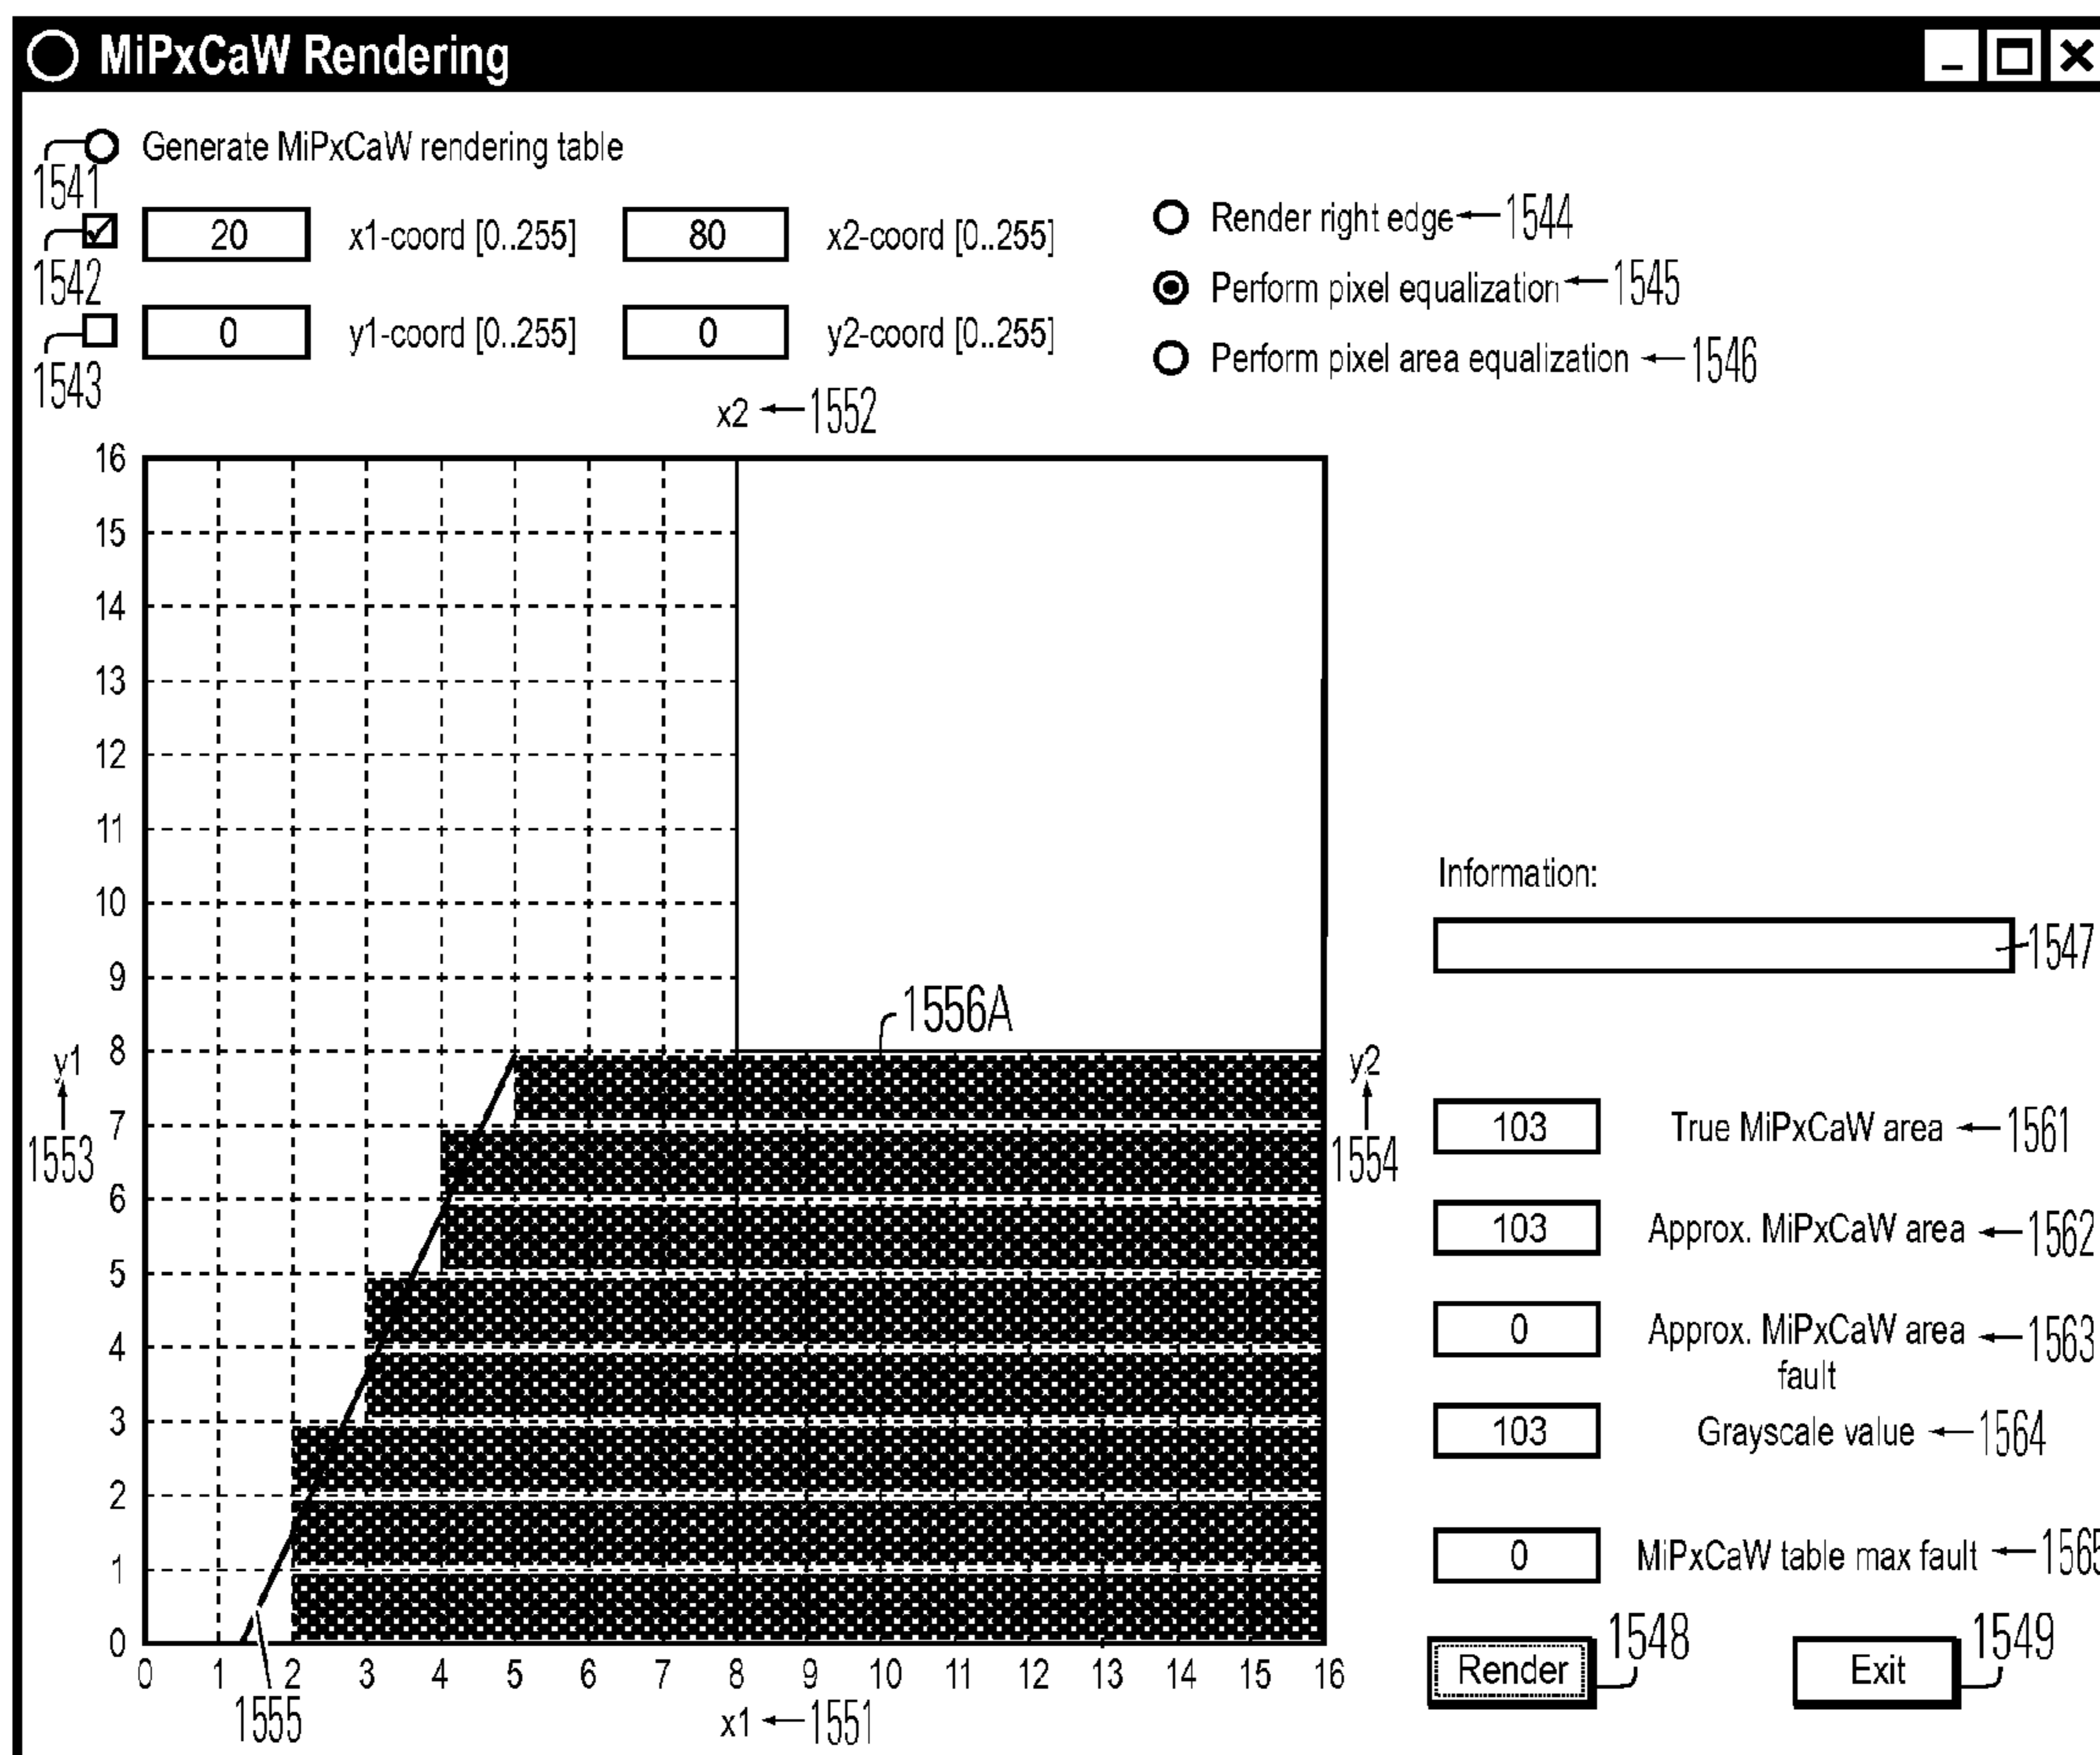 MiPxCaW Rendering
Generate MiPxCaW rendering table
1541
20 x1-coord [0..255] 80 x2-coord [0..255]
1542
0 y1-coord [0..255] 0 y2-coord [0..255]
1543
Render right edge 1544
Perform pixel equalization 1545
Perform pixel area equalization 1546
x2 1552
16
15
14
13
12
11
10
9
8
7
6
5
4
3
2
1
0
y1
1553
1556A
y2
1554
0 1 2 3 4 5 6 7 8 9 10 11 12 13 14 15 16
1555
x1 1551
Information:
1547
103 True MiPxCaW area 1561
103 Approx. MiPxCaW area 1562
0 Approx. MiPxCaW area 1563
fault
103 Grayscale value 1564
0 MiPxCaW table max fault 1565
Render 1548
Exit 1549